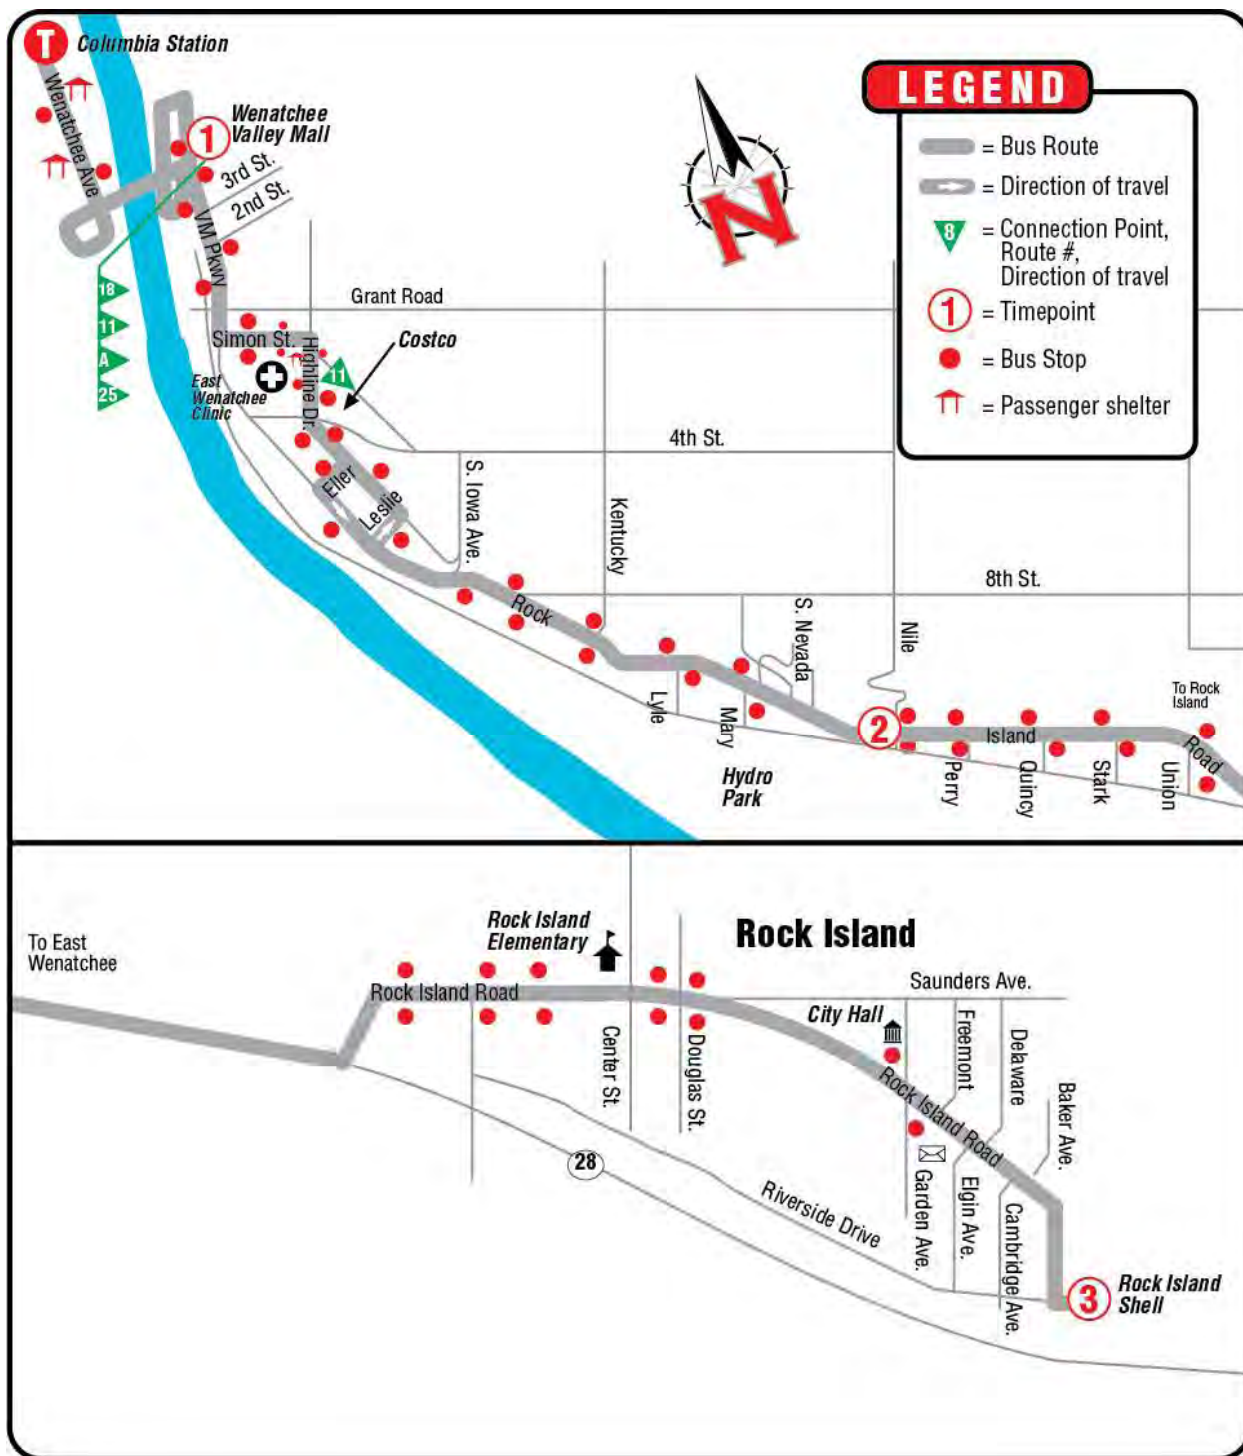 T
Columbia Station
Wenatchee Ave.
1
Wenatchee
Valley Mall
3rd St.
2nd St.
VM Pkwy
18
11
A
25
Grant Road
Simon St.
Highline Dr.
Costco
11
East
Wenatchee
Clinic
4th St.
Eller
Leslie
S. Iowa Ave.
Kentucky
8th St.
Rock
Lyle
Mary
S. Nevada
Nile
Hydro
Park
2
Island
Road
Perry
Quincy
Stark
Union
To Rock
Island
N
LEGEND
= Bus Route
= Direction of travel
8
= Connection Point,
Route #,
Direction of travel
1
= Timepoint
= Bus Stop
= Passenger shelter
To East
Wenatchee
Rock Island
Elementary
Rock Island
Rock Island Road
Center St.
Douglas St.
Saunders Ave.
City Hall
Freemont
Delaware
Baker Ave.
Rock Island Road
Garden Ave.
Elgin Ave.
Cambridge Ave.
28
Riverside Drive
3
Rock Island
Shell